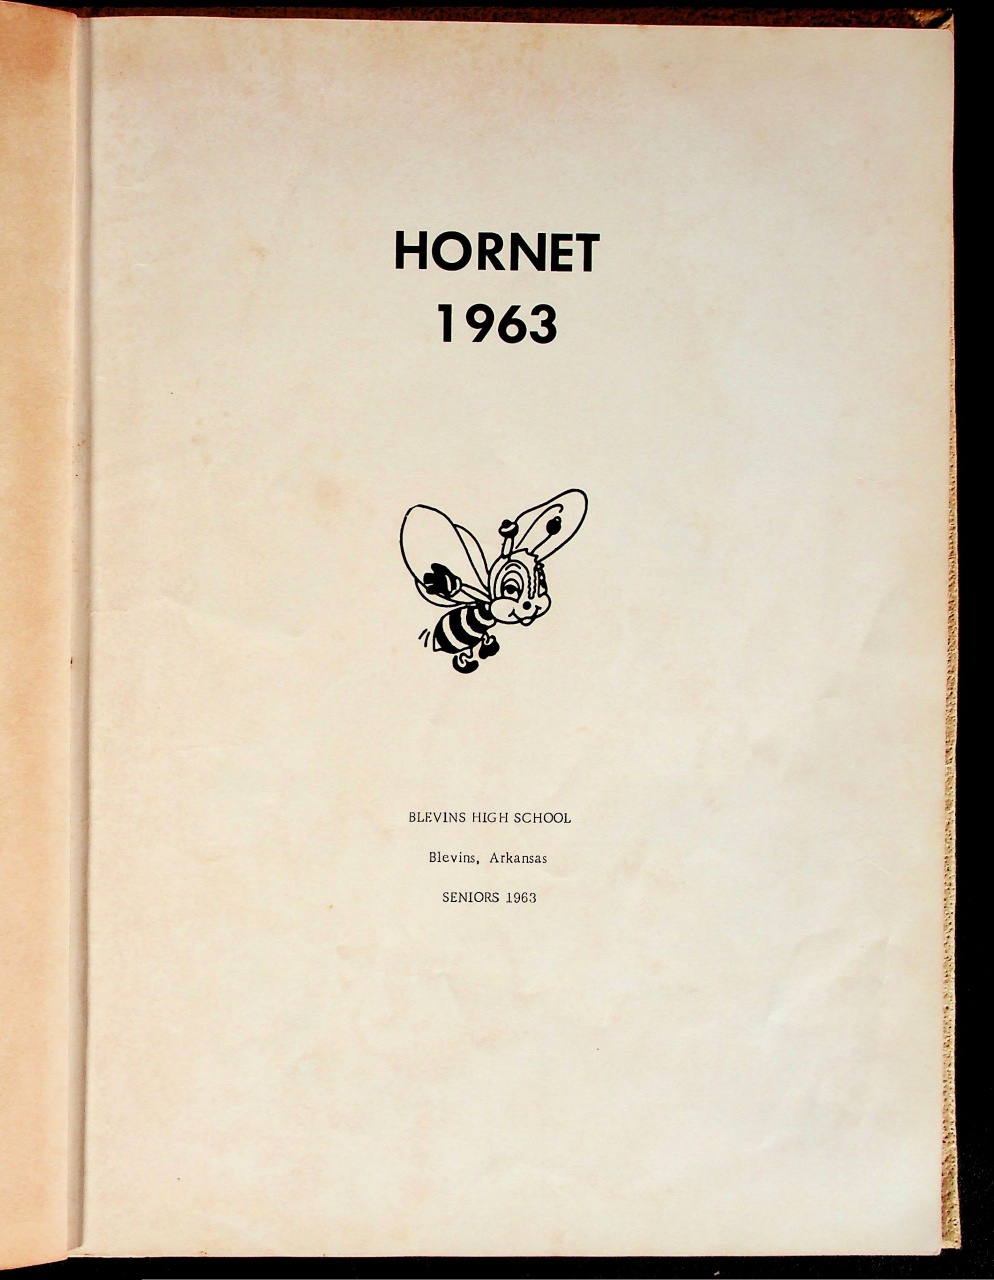 HORNET
1963
BLEVINS HIGH SCHOOL
Blevins, Arkansas
SENIORS 1963